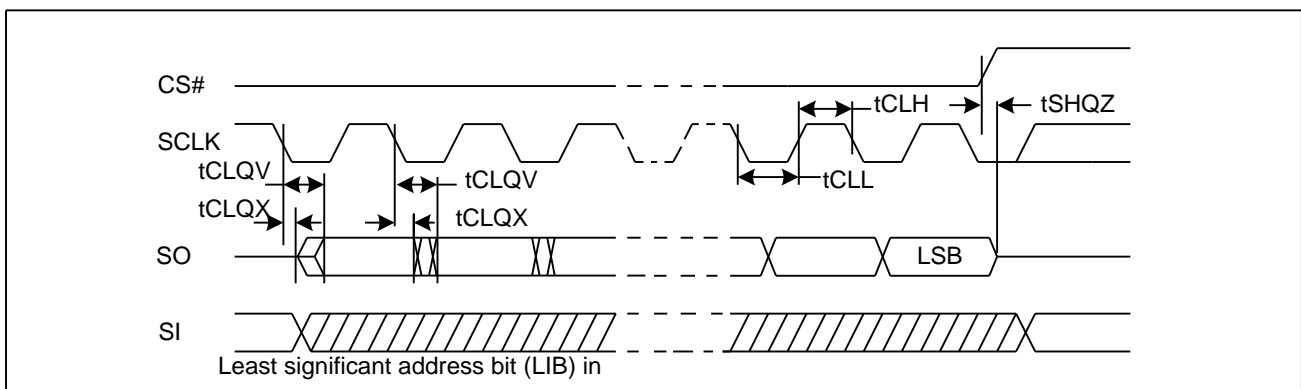 CS#
tCLH
tSHQZ
SCLK
tCLQV
tCLQV
tCLL
tCLQX
tCLQX
SO
LSB
SI
Least significant address bit (LIB) in